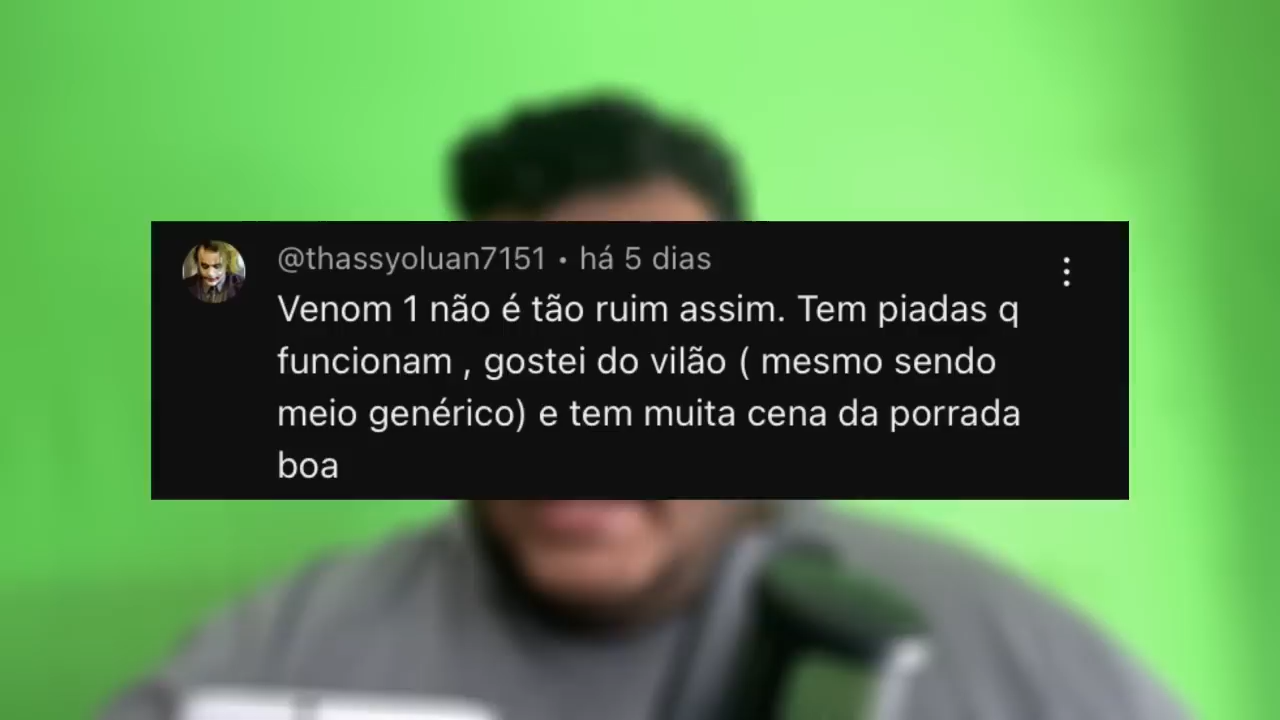 @thassyoluan7151 • há 5 dias
Venom 1 não é tão ruim assim. Tem piadas q
funcionam , gostei do vilão ( mesmo sendo
meio genérico) e tem muita cena da porrada
boa